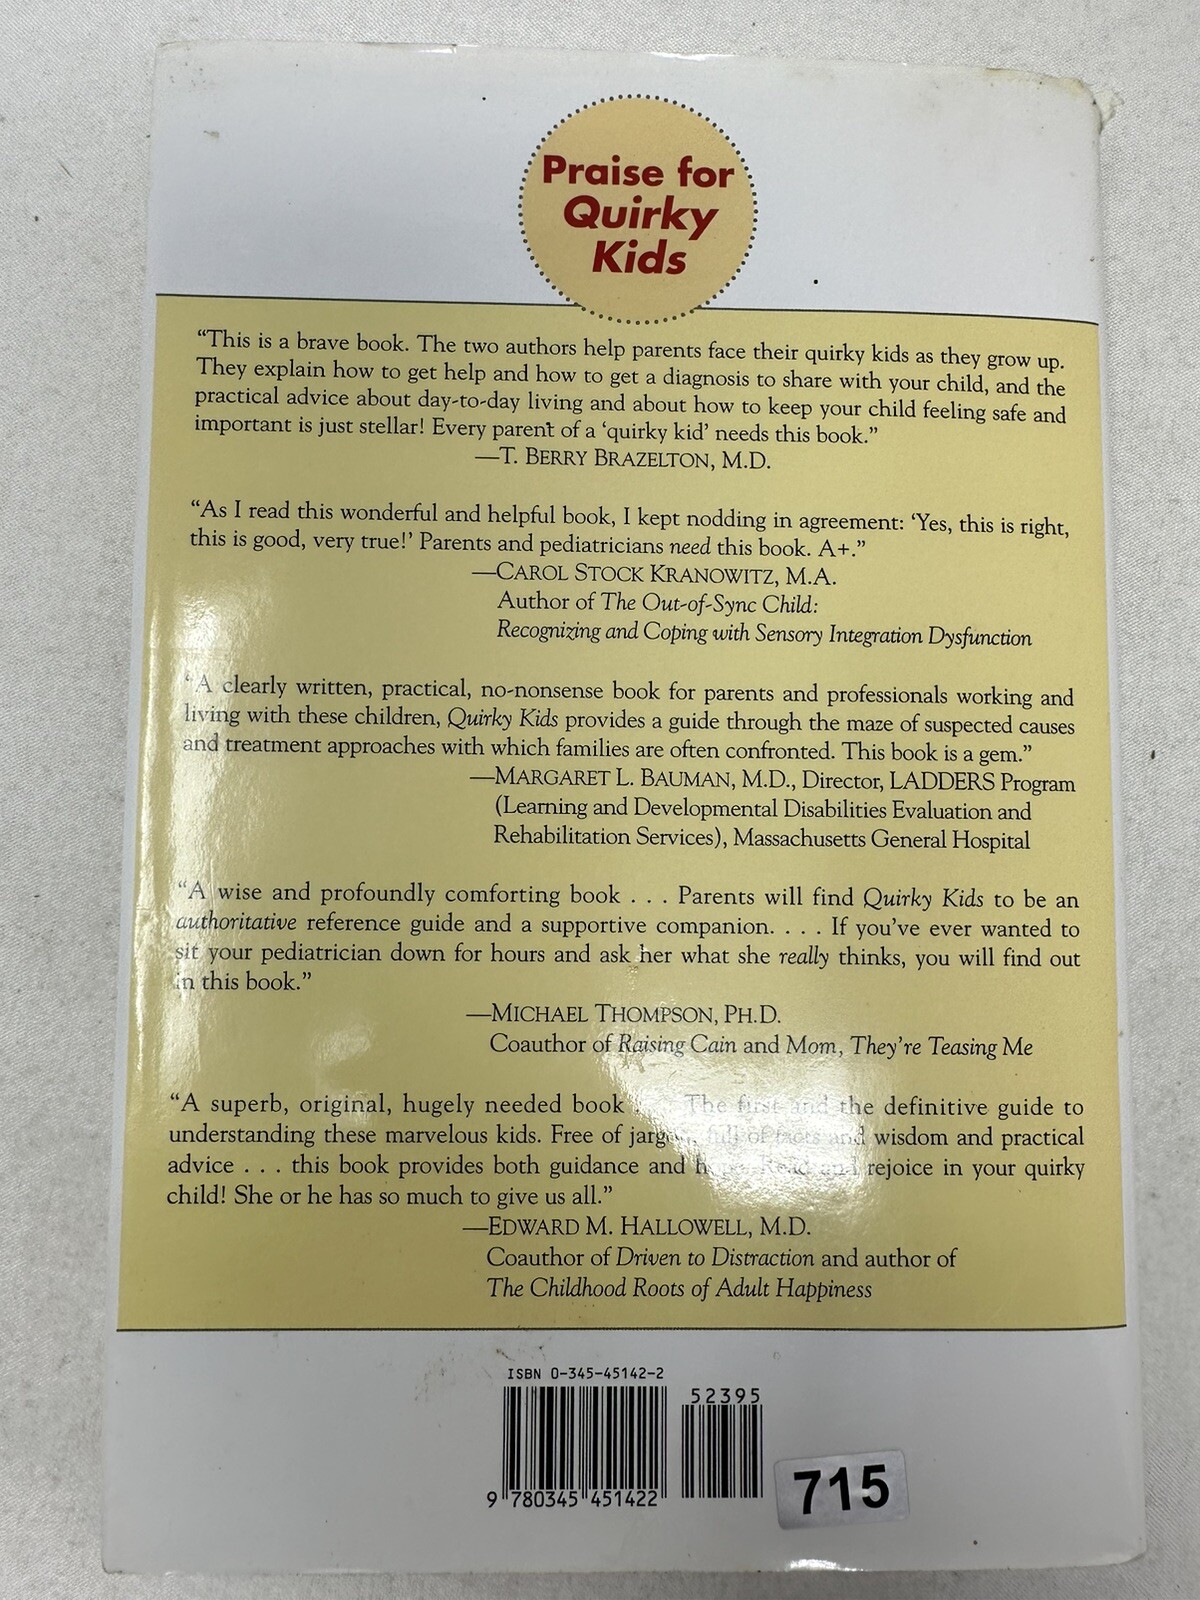 Praise for
Quirky
Kids
“This is a brave book. The two authors help parents face their quirky kids as they grow up.
They explain how to get help and how to get a diagnosis to share with your child, and the
practical advice about day-to-day living and about how to keep your child feeling safe and
important is just stellar! Every parent of a ‘quirky kid’ needs this book.”
—T. BERRY BRAZELTON, M.D.
“As I read this wonderful and helpful book, I kept nodding in agreement: ‘Yes, this is right,
this is good, very true!’ Parents and pediatricians need this book. A+.”
—CAROL STOCK KRANOWITZ, M.A.
Author of The Out-of-Sync Child:
Recognizing and Coping with Sensory Integration Dysfunction
“A clearly written, practical, no-nonsense book for parents and professionals working and
living with these children, Quirky Kids provides a guide through the maze of suspected causes
and treatment approaches with which families are often confronted. This book is a gem.”
—MARGARET L. BAUMAN, M.D., Director, LADDERS Program
(Learning and Developmental Disabilities Evaluation and
Rehabilitation Services), Massachusetts General Hospital
“A wise and profoundly comforting book . . . Parents will find Quirky Kids to be an
authoritative reference guide and a supportive companion. . . . If you’ve ever wanted to
sit your pediatrician down for hours and ask her what she really thinks, you will find out
in this book.”
—MICHAEL THOMPSON, PH.D.
Coauthor of Raising Cain and Mom, They’re Teasing Me
“A superb, original, hugely needed book . . . The first and the definitive guide to
understanding these marvelous kids. Free of jargon, full of facts and wisdom and practical
advice . . . this book provides both guidance and hope. Read and rejoice in your quirky
child! She or he has so much to give us all.”
—EDWARD M. HALLOWELL, M.D.
Coauthor of Driven to Distraction and author of
The Childhood Roots of Adult Happiness
ISBN 0-345-45142-2
52395
9 780345 451422
715